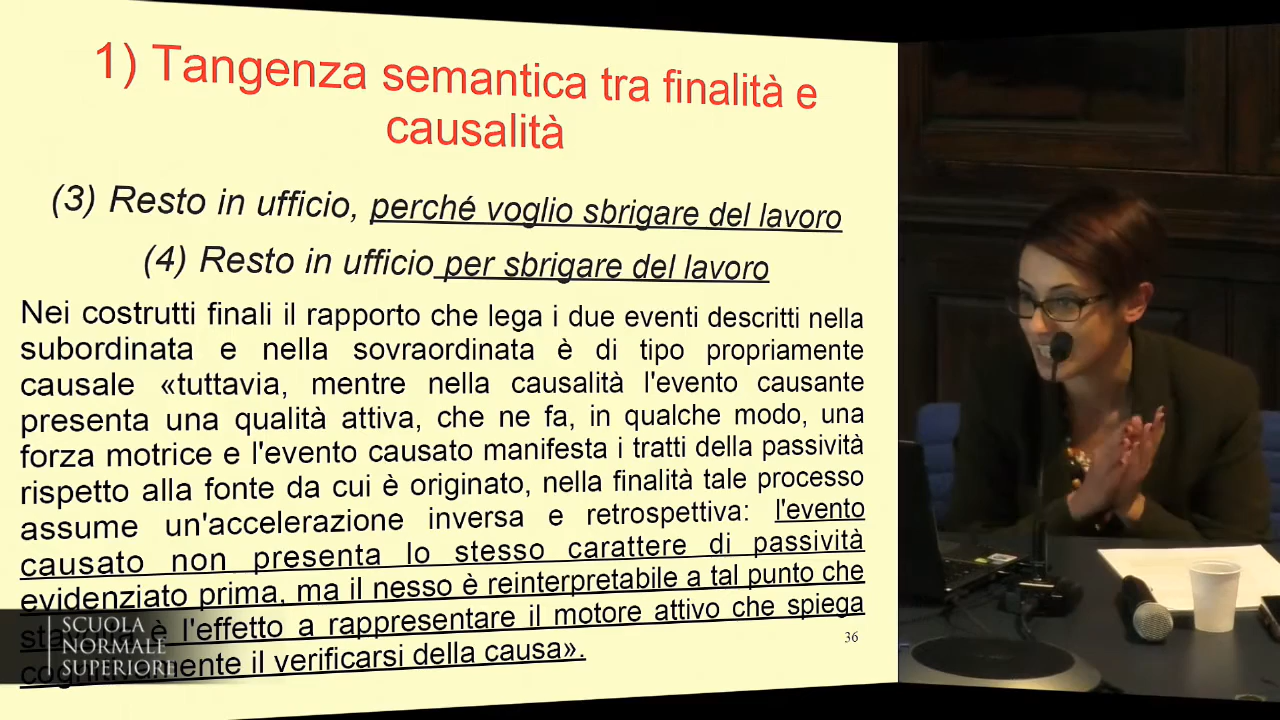 1) Tangenza semantica tra finalità e
causalità
(3) Resto in ufficio, perché voglio sbrigare del lavoro
(4) Resto in ufficio per sbrigare del lavoro
Nei costrutti finali il rapporto che lega i due eventi descritti nella
subordinata e nella sovraordinata è di tipo propriamente
causale «tuttavia, mentre nella causalità l'evento causante
presenta una qualità attiva, che ne fa, in qualche modo, una
forza motrice e l'evento causato manifesta i tratti della passività
rispetto alla fonte da cui è originato, nella finalità tale processo
assume un'accelerazione inversa e retrospettiva: l'evento
causato non presenta lo stesso carattere di passività
evidenziato prima, ma il nesso è reinterpretabile a tal punto che
è l'effetto a rappresentare il motore attivo che spiega
il verificarsi della causa».
36
SCUOLA
NORMALE
SUPERIORE